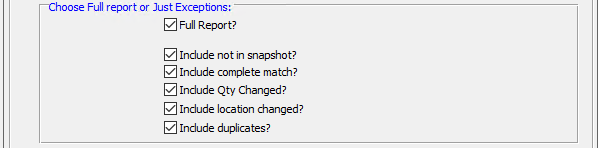 Choose Full report or Just Exceptions:
Full Report?
Include not in snapshot?
Include complete match?
Include Qty Changed?
Include location changed?
Include duplicates?